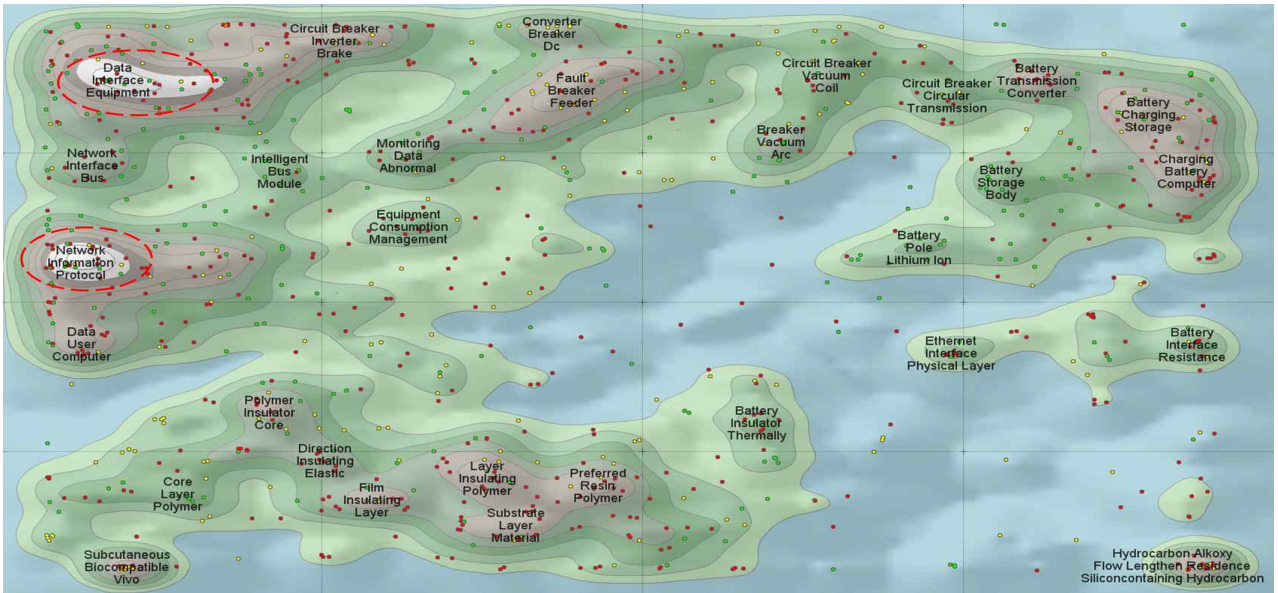 Circuit Breaker
Inverter
Brake
Converter
Breaker
Dc
Data
Interface
Equipment
Fault
Breaker
Feeder
Circuit Breaker
Vacuum
Coil
Circuit Breaker
Circular
Transmission
Battery
Transmission
Converter
Battery
Charging
Storage
Network
Interface
Bus
Intelligent
Bus
Module
Monitoring
Data
Abnormal
Breaker
Vacuum
Arc
Battery
Storage
Body
Charging
Battery
Computer
Equipment
Consumption
Management
Battery
Pole
Lithium Ion
Network
Information
Protocol
Data
User
Computer
Ethernet
Interface
Physical Layer
Battery
Interface
Resistance
Polymer
Insulator
Core
Battery
Insulator
Thermally
Direction
Insulating
Elastic
Core
Layer
Polymer
Film
Insulating
Layer
Layer
Insulating
Polymer
Preferred
Resin
Polymer
Substrate
Layer
Material
Subcutaneous
Biocompatible
Vivo
Hydrocarbon Alkoxy
Flow Lengthen Residence
Siliconcontaining Hydrocarbon